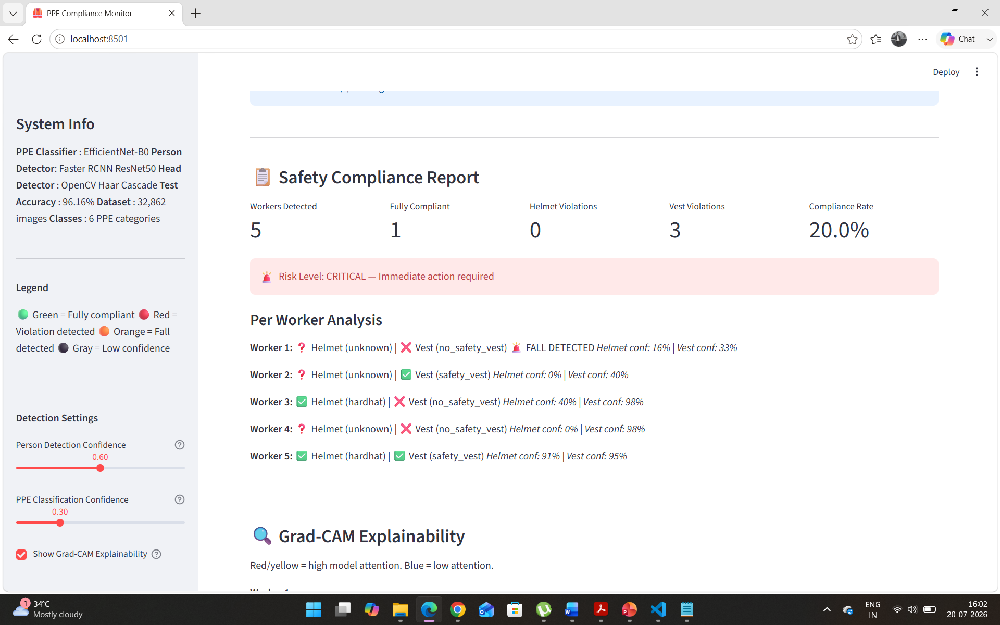 PPE Compliance Monitor
localhost:8501
Chat
Deploy
System Info
PPE Classifier : EfficientNet-B0 Person
Detector: Faster RCNN ResNet50 Head
Detector : OpenCV Haar Cascade Test
Accuracy : 96.16% Dataset : 32,862
images Classes : 6 PPE categories
Legend
Green = Fully compliant Red =
Violation detected Orange = Fall
detected Gray = Low confidence
Detection Settings
Person Detection Confidence
0.60
PPE Classification Confidence
0.30
Show Grad-CAM Explainability
Safety Compliance Report
Workers Detected
5
Fully Compliant
1
Helmet Violations
0
Vest Violations
3
Compliance Rate
20.0%
Risk Level: CRITICAL — Immediate action required
Per Worker Analysis
Worker 1: ❓ Helmet (unknown) | ❌ Vest (no_safety_vest) 🚨 FALL DETECTED Helmet conf: 16% | Vest conf: 33%
Worker 2: ❓ Helmet (unknown) | ✅ Vest (safety_vest) Helmet conf: 0% | Vest conf: 40%
Worker 3: ✅ Helmet (hardhat) | ❌ Vest (no_safety_vest) Helmet conf: 40% | Vest conf: 98%
Worker 4: ❓ Helmet (unknown) | ❌ Vest (no_safety_vest) Helmet conf: 0% | Vest conf: 98%
Worker 5: ✅ Helmet (hardhat) | ✅ Vest (safety_vest) Helmet conf: 91% | Vest conf: 95%
Grad-CAM Explainability
Red/yellow = high model attention. Blue = low attention.
1
34°C
Mostly cloudy
ENG
IN
16:02
20-07-2026